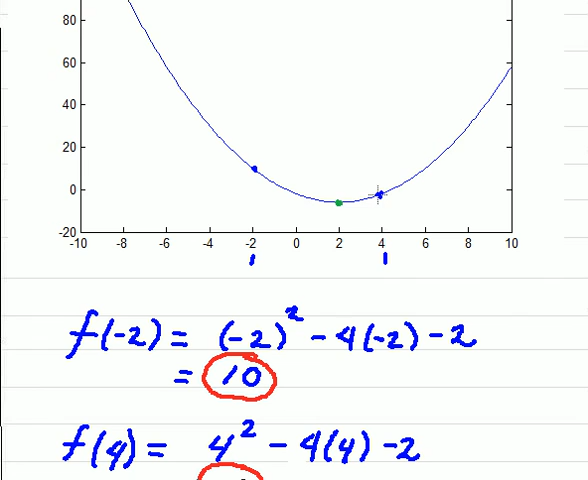 80
60
40
20
0
-20
-10 -8 -6 -4 -2 0 2 4 6 8 10
f(-2) = (-2)² - 4(-2) - 2
= 10
f(4) = 4² - 4(4) - 2